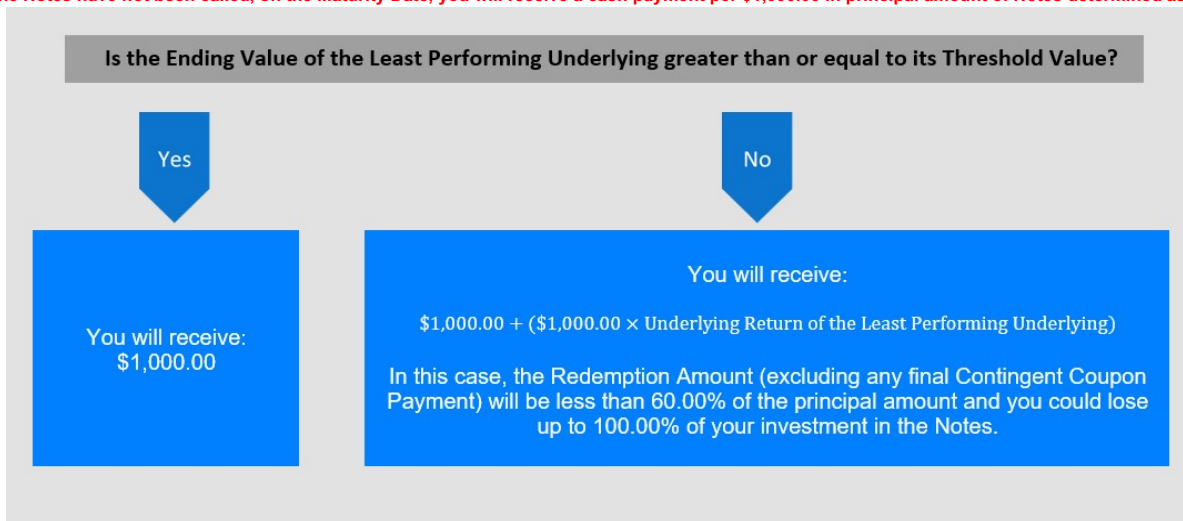 Is the Ending Value of the Least Performing Underlying greater than or equal to its Threshold Value?
Yes
No
You will receive:
$1,000.00
You will receive:
$1,000.00 + ($1,000.00 × Underlying Return of the Least Performing Underlying)
In this case, the Redemption Amount (excluding any final Contingent Coupon
Payment) will be less than 60.00% of the principal amount and you could lose
up to 100.00% of your investment in the Notes.